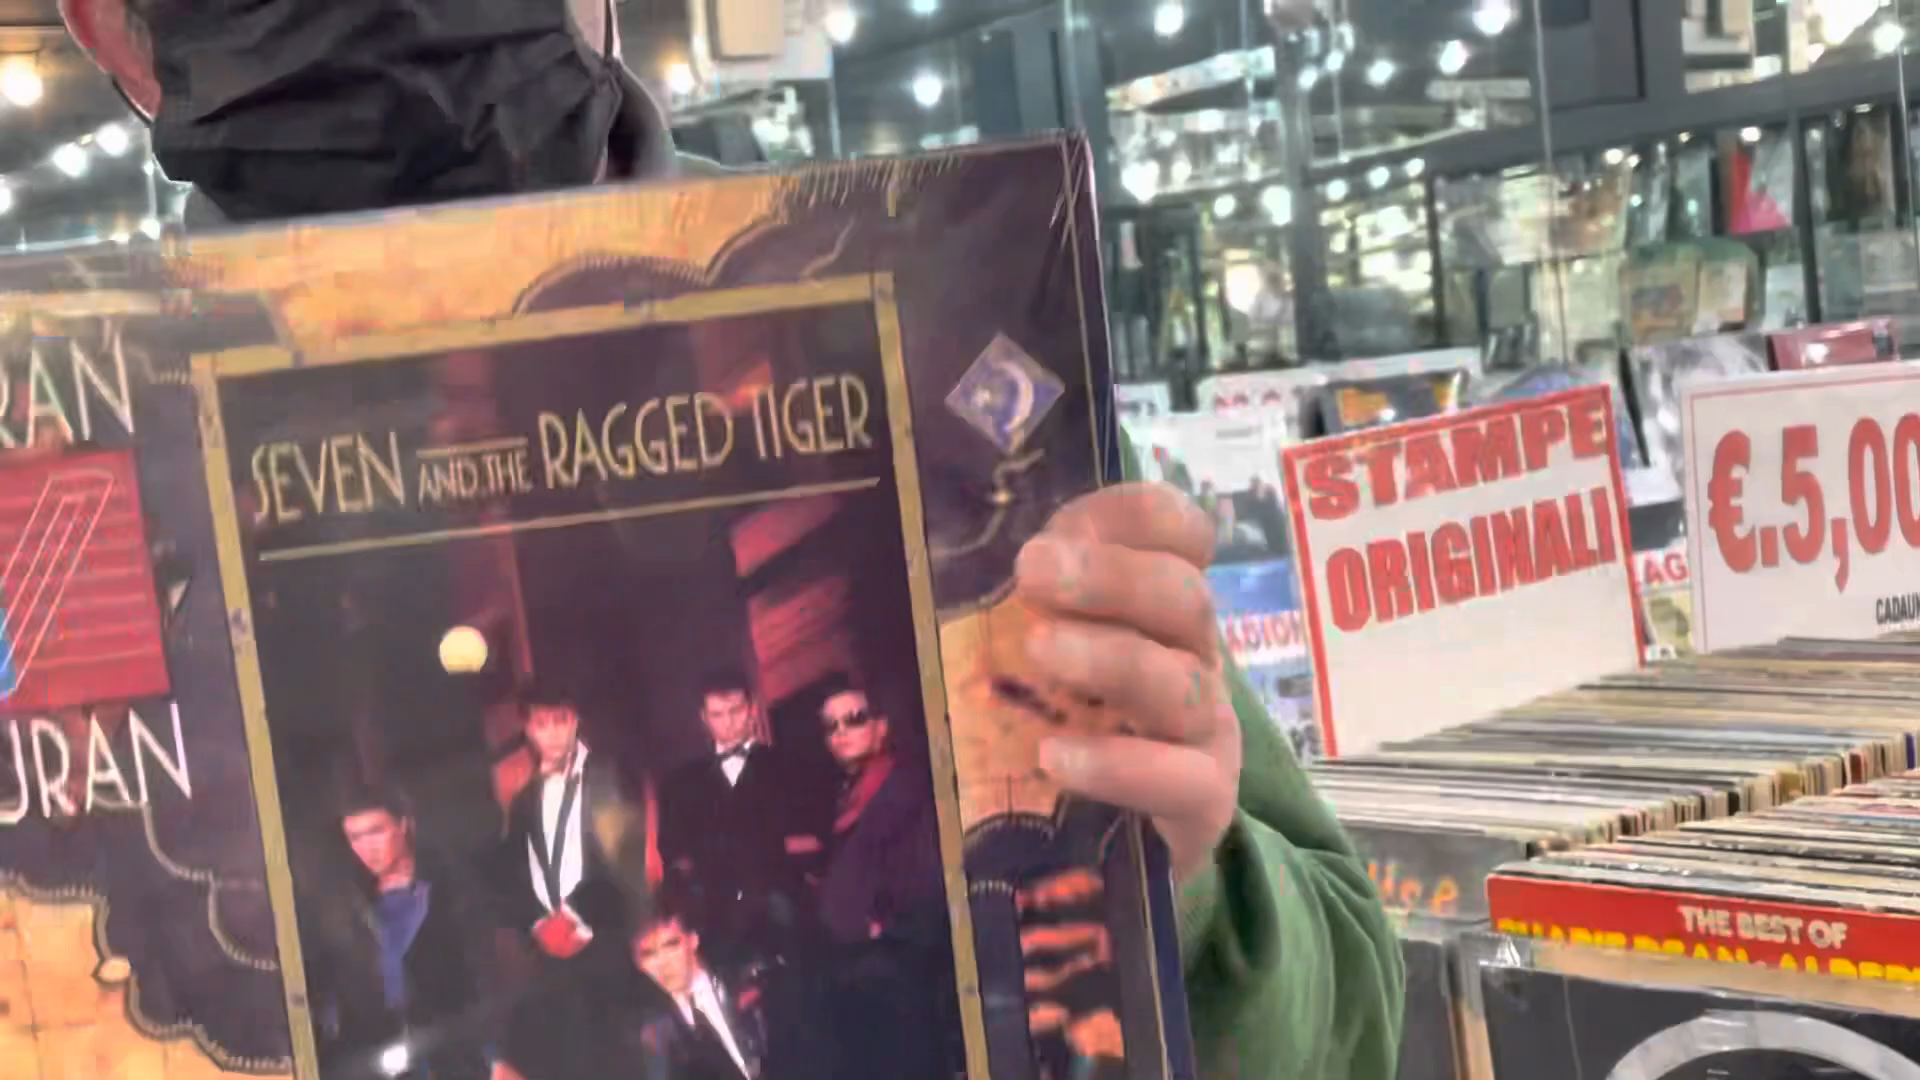 RAN
URAN
SEVEN AND THE RAGGED TIGER
STAMPE
ORIGINALI
€.5,00
THE BEST OF